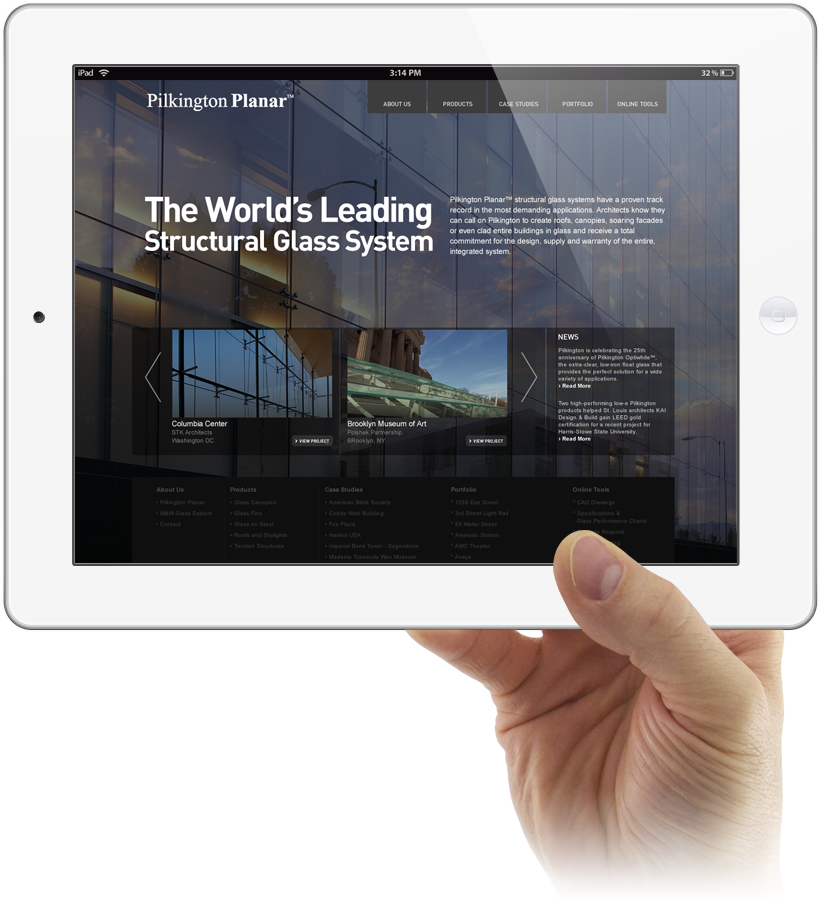 iPad 3:14 PM 32 %
Pilkington Planar™
ABOUT US PRODUCTS CASE STUDIES PORTFOLIO ONLINE TOOLS
The World's Leading
Structural Glass System
Pilkington Planar™ structural glass systems have a proven track
record in the most demanding applications. Architects know they
can call on Pilkington to create roofs, canopies, soaring facades
or even clad entire buildings in glass and receive a total
commitment for the design, supply and warranty of the entire,
integrated system.
Columbia Center
STK Architects
Washington DC
› VIEW PROJECT
Brooklyn Museum of Art
Polshek Partnership
BRooklyn, NY
› VIEW PROJECT
NEWS
Pilkington is celebrating the 25th
anniversary of Pilkington Optiwhite™,
the extra-clear, low-iron float glass that
provides the perfect solution for a wide
variety of applications.
› Read More
Two high-performing low-e Pilkington
products helped St. Louis architects KAI
Design & Build gain LEED gold
certification for a recent project for
Harris-Stowe State University.
› Read More
About Us
• Pilkington Planar
• W&W Glass System
• Contact
Products
• Glass Canopies
• Glass Fins
• Glass on Steel
• Roofs and Skylights
• Tension Structures
Case Studies
• American Bible Society
• Conde Nast Building
• Fox Plaza
• Harlem USA
• Imperial Bank Tower - Segerstrom
• Madame Tussauds Wax Museum
Portfolio
* 1255 Eye Street
* 3rd Street Light Rail
* 55 Water Street
* Alvarado Station
* AMC Theater
* Avaya
Online Tools
* CAD Drawings
* Specifications &
Glass Performance Charts
Request